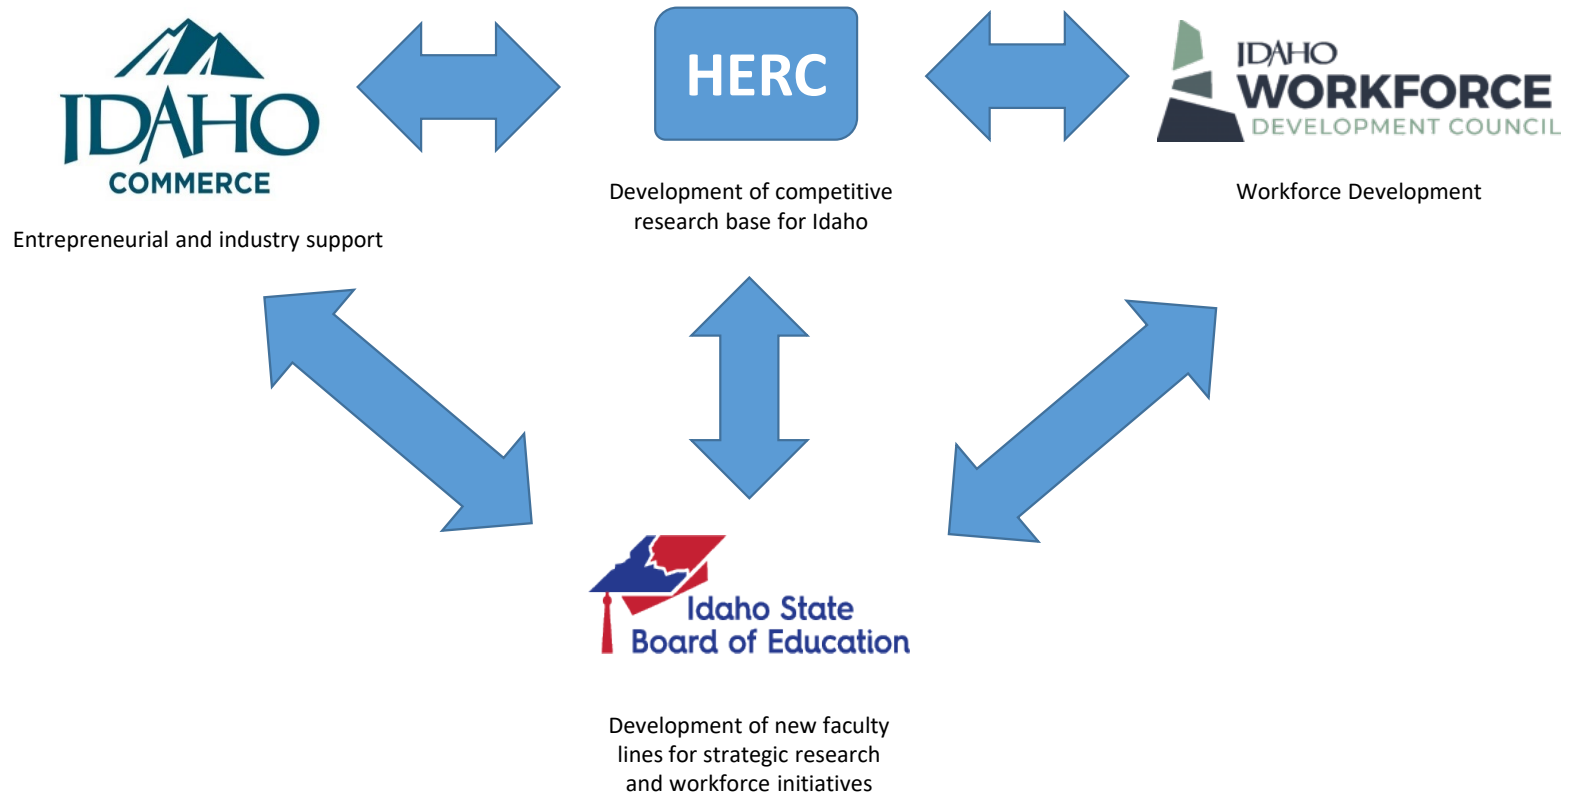 IDAHO
COMMERCE
Entrepreneurial and industry support
HERC
Development of competitive
research base for Idaho
IDAHO
WORKFORCE
DEVELOPMENT COUNCIL
Workforce Development
Idaho State
Board of Education
Development of new faculty
lines for strategic research
and workforce initiatives